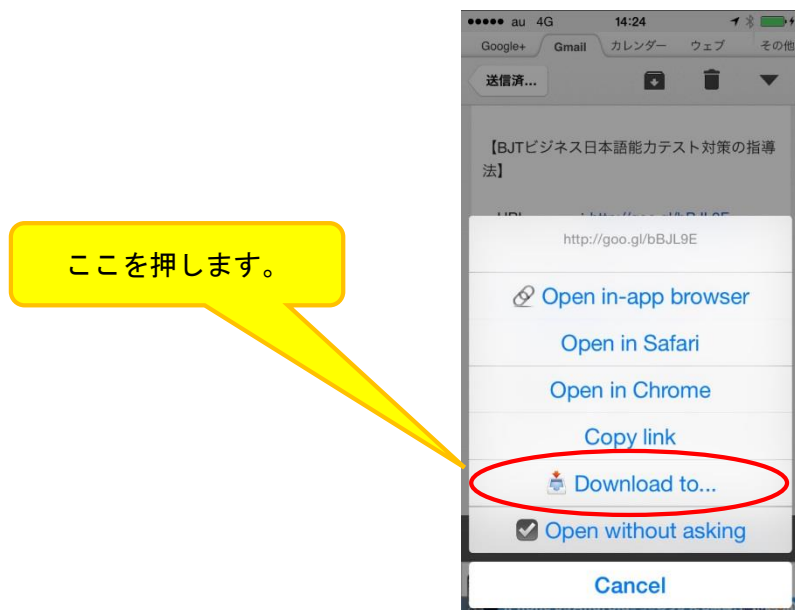 au 4G 14:24
Google+ Gmail カレンダー ウェブ その他
送信済...
【BJTビジネス日本語能力テスト対策の指導
法】
ここを押します。
http://goo.gl/bBJL9E
Open in-app browser
Open in Safari
Open in Chrome
Copy link
Download to...
Open without asking
Cancel